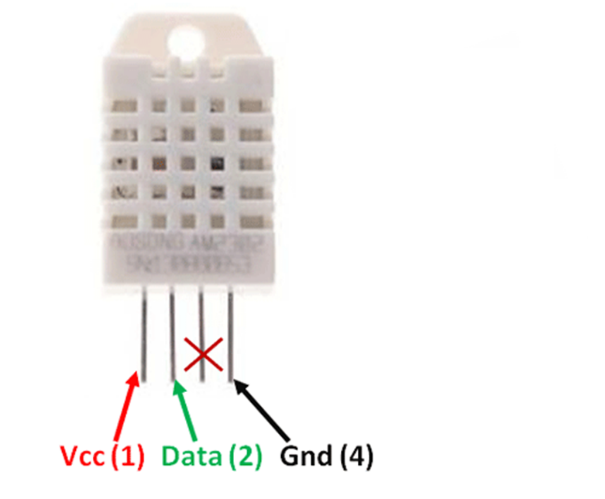 AOSONG AM2302
Vcc (1) Data (2) Gnd (4)